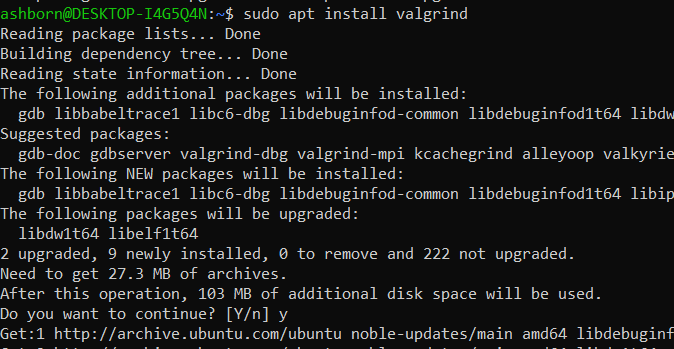 ashborn@DESKTOP-I4G5Q4N:~$ sudo apt install valgrind
Reading package lists... Done
Building dependency tree... Done
Reading state information... Done
The following additional packages will be installed:
  gdb libbabeltrace1 libc6-dbg libdebuginfod-common libdebuginfod1t64 libdw
Suggested packages:
  gdb-doc gdbserver valgrind-dbg valgrind-mpi kcachegrind alleyoop valkyrie
The following NEW packages will be installed:
  gdb libbabeltrace1 libc6-dbg libdebuginfod-common libdebuginfod1t64 libip
The following packages will be upgraded:
  libdw1t64 libelf1t64
2 upgraded, 9 newly installed, 0 to remove and 222 not upgraded.
Need to get 27.3 MB of archives.
After this operation, 103 MB of additional disk space will be used.
Do you want to continue? [Y/n] y
Get:1 http://archive.ubuntu.com/ubuntu noble-updates/main amd64 libdebuginf